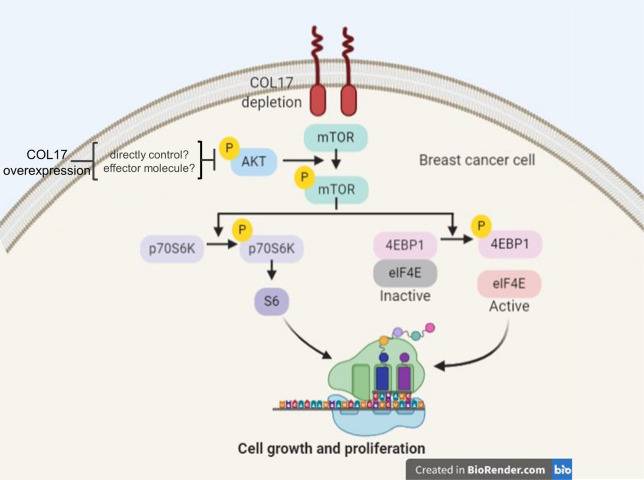 COL17
depletion
mTOR
COL17
overexpression
directly control?
effector molecule?
P
AKT
Breast cancer cell
P
mTOR
p70S6K
P
p70S6K
4EBP1
P
4EBP1
eIF4E
Inactive
eIF4E
Active
S6
Cell growth and proliferation
Created in BioRender.com bio